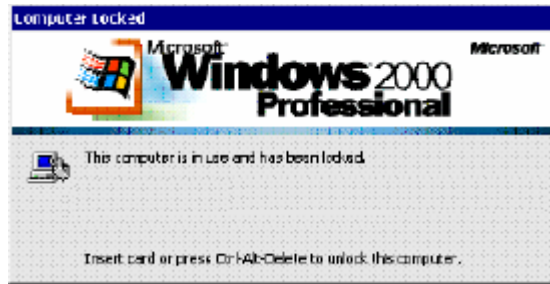 Computer Locked
Microsoft
Windows 2000
Professional
Microsoft
This computer is in use and has been locked.
Insert card or press Ctrl-Alt-Delete to unlock this computer.